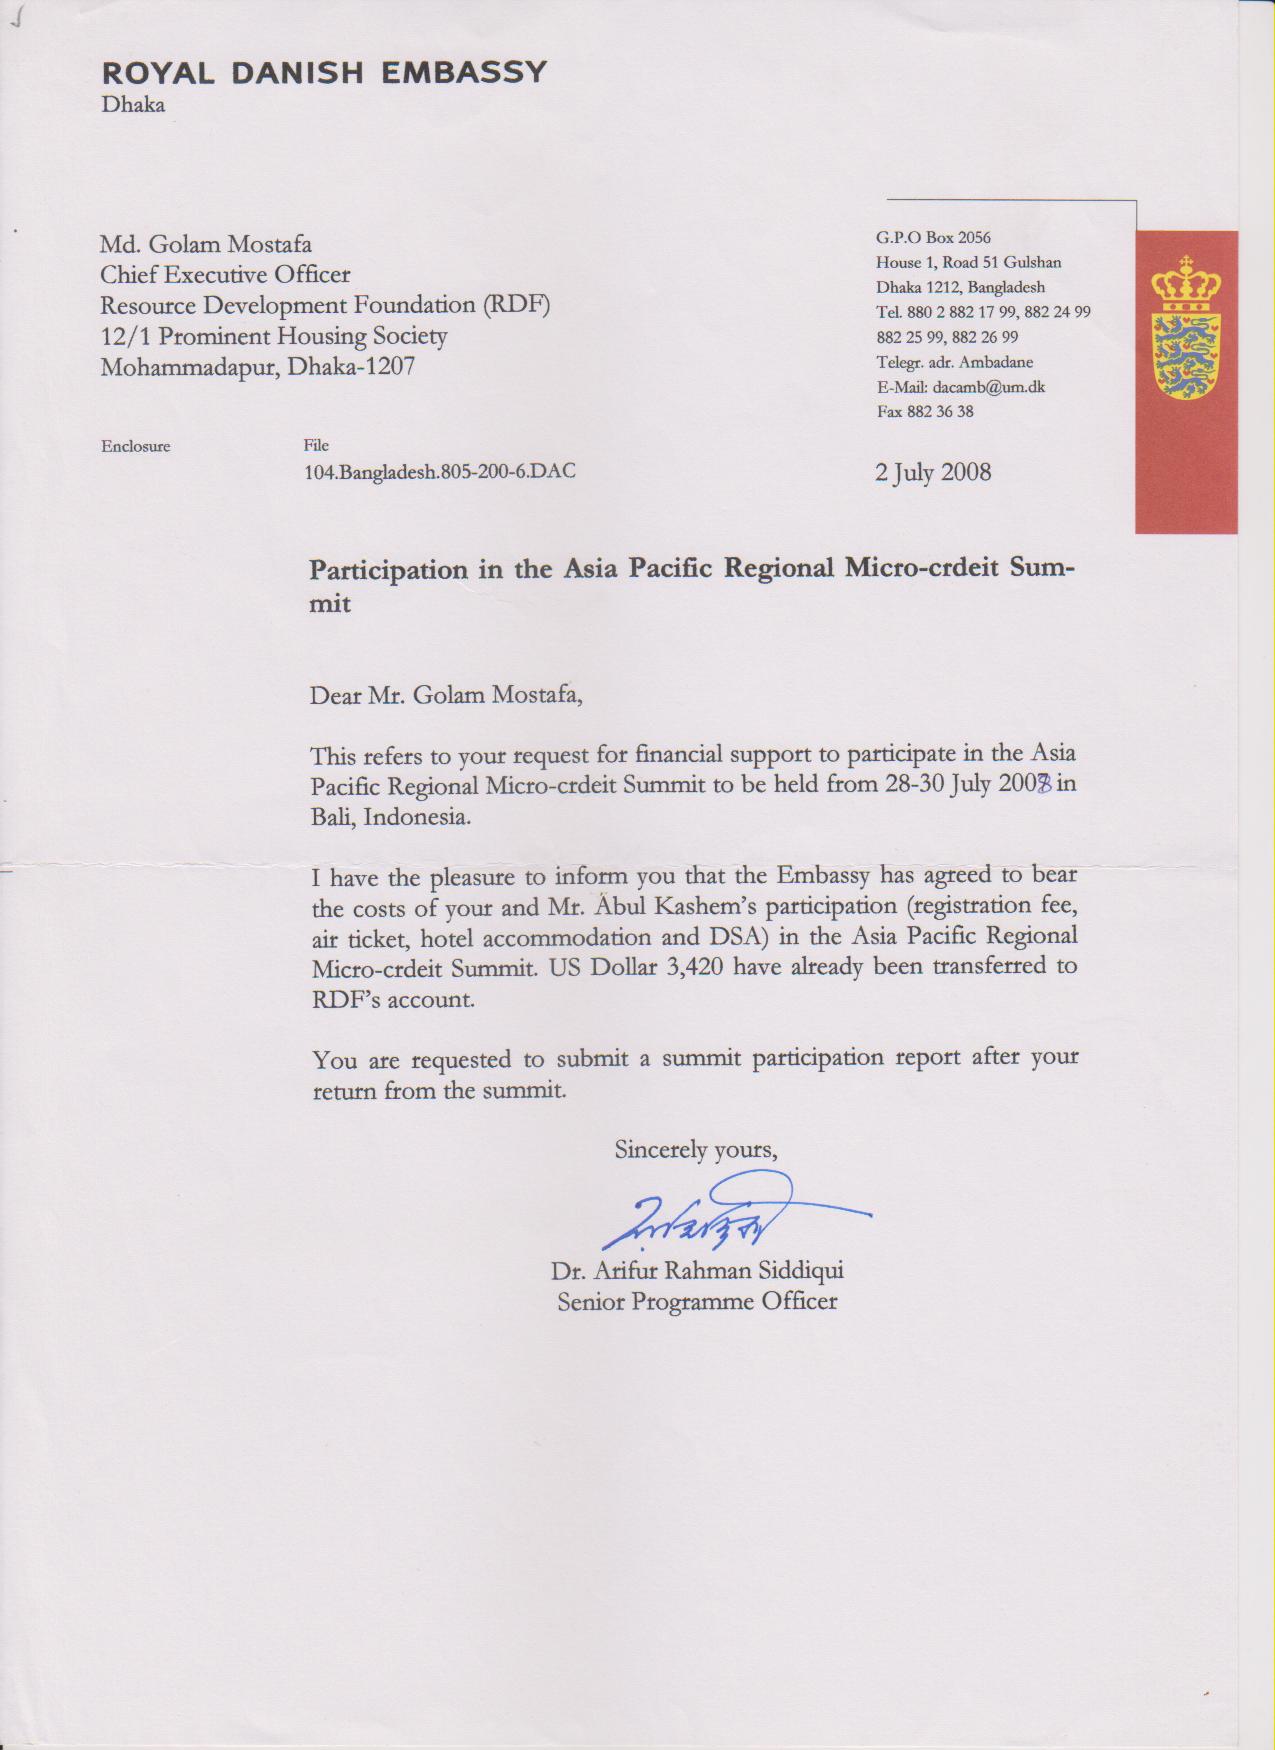 ROYAL DANISH EMBASSY
Dhaka
Md. Golam Mostafa
Chief Executive Officer
Resource Development Foundation (RDF)
12/1 Prominent Housing Society
Mohammadapur, Dhaka-1207
G.P.O Box 2056
House 1, Road 51 Gulshan
Dhaka 1212, Bangladesh
Tel. 880 2 882 17 99, 882 24 99
882 25 99, 882 26 99
Telegr. adr. Ambadane
E-Mail: dacamb@um.dk
Fax 882 36 38
Enclosure
File
104.Bangladesh.805-200-6.DAC
2 July 2008
Participation in the Asia Pacific Regional Micro-crdeit Sum-
mit
Dear Mr. Golam Mostafa,
This refers to your request for financial support to participate in the Asia
Pacific Regional Micro-crdeit Summit to be held from 28-30 July 2008 in
Bali, Indonesia.
I have the pleasure to inform you that the Embassy has agreed to bear
the costs of your and Mr. Abul Kashem's participation (registration fee,
air ticket, hotel accommodation and DSA) in the Asia Pacific Regional
Micro-crdeit Summit. US Dollar 3,420 have already been transferred to
RDF's account.
You are requested to submit a summit participation report after your
return from the summit.
Sincerely yours,
Dr. Arifur Rahman Siddiqui
Senior Programme Officer